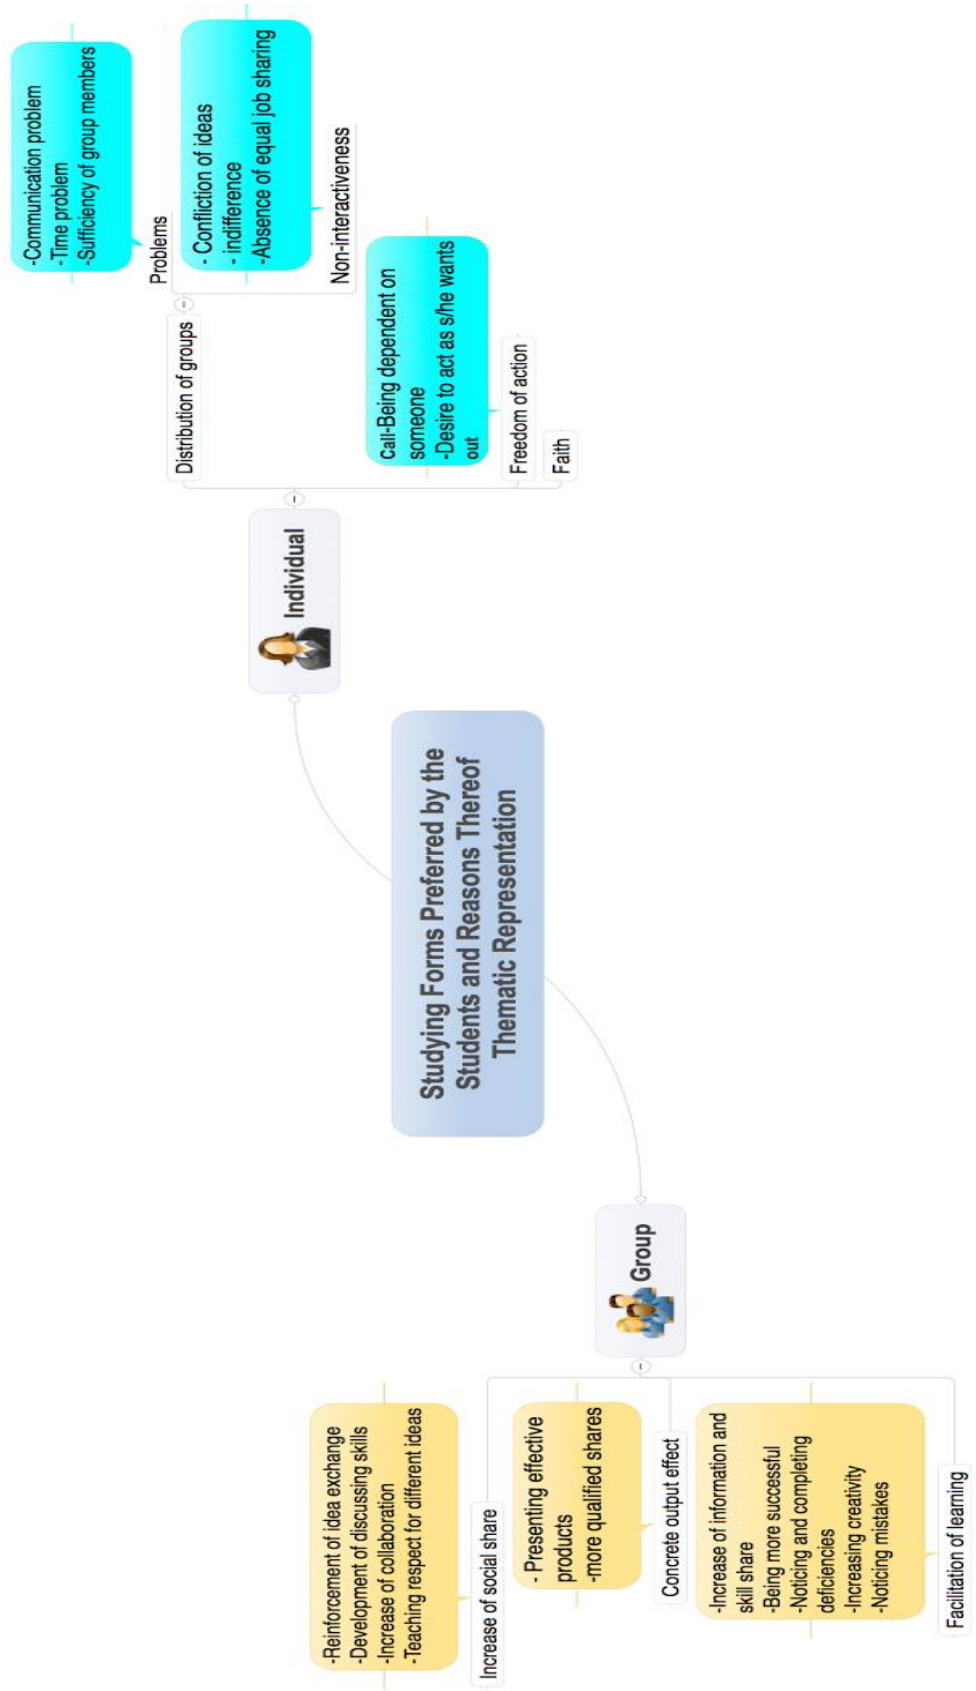 Studying Forms Preferred by the
Students and Reasons Thereof
Thematic Representation
Group
-Reinforcement of idea exchange
-Development of discussing skills
-Increase of collaboration
-Teaching respect for different ideas
Increase of social share
- Presenting effective
products
-more qualified shares
Concrete output effect
-Increase of information and
skill share
-Being more successful
-Noticing and completing
deficiencies
-Increasing creativity
-Noticing mistakes
Facilitation of learning
Individual
Distribution of groups
-Communication problem
-Time problem
-Sufficiency of group members
Problems
- Confliction of ideas
- indifference
-Absence of equal job sharing
Non-interactiveness
Call-Being dependent on
someone
-Desire to act as s/he wants
out
Freedom of action
Faith